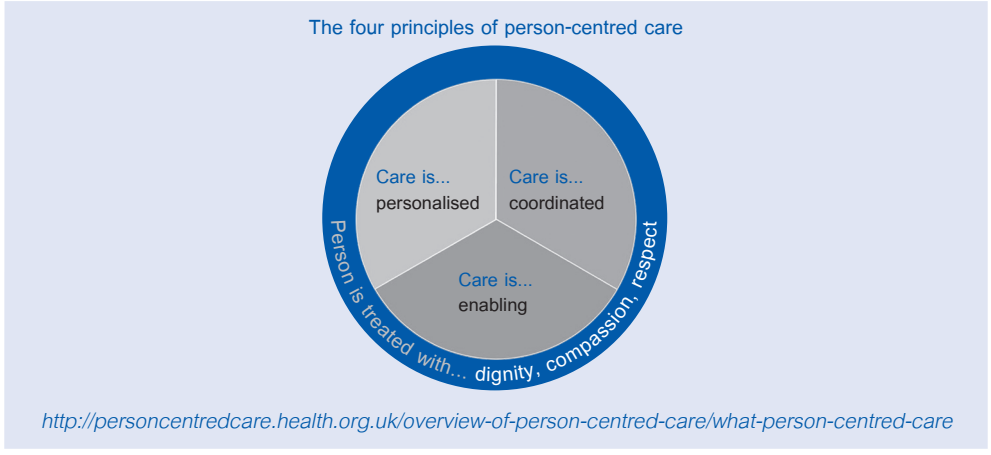 The four principles of person-centred care
Care is...
personalised
Care is...
coordinated
Care is...
enabling
Person is treated with... dignity, compassion, respect
http://personcentredcare.health.org.uk/overview-of-person-centred-care/what-person-centred-care